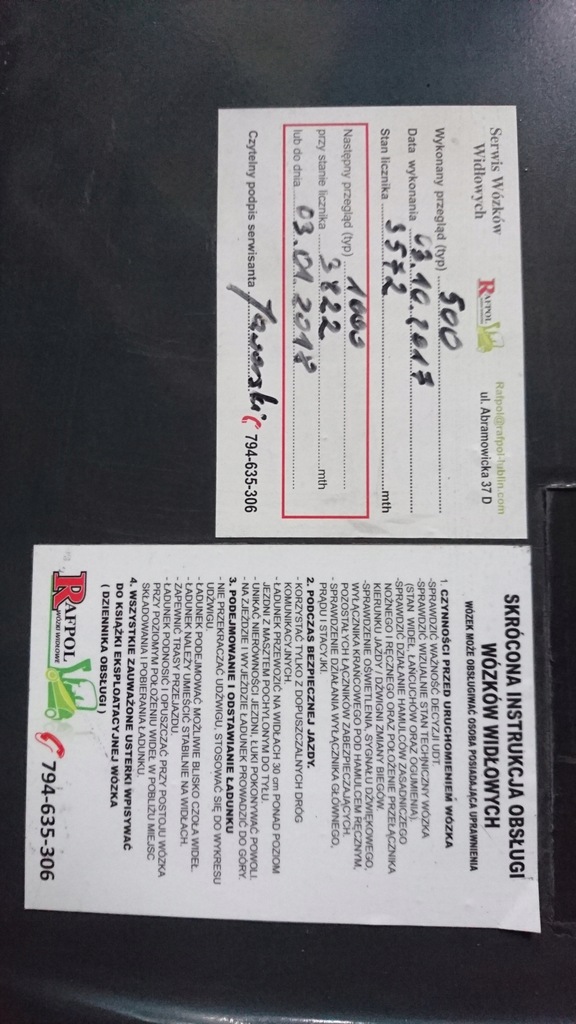 Serwis Wózków
Widłowych
RAFPOL
WÓZKI WIDŁOWE
Rafpol@rafpol-lublin.com
ul. Abramowicka 37 D
Wykonany przegląd (typ) 500
Data wykonania 03.10.2017
Stan licznika 3572 mth
Następny przegląd (typ) 1000
przy stanie licznika 3822 mth
lub do dnia 03.01.2018
Czytelny podpis serwisanta Jaworski 794-635-306
SKRÓCONA INSTRUKCJA OBSŁUGI
WÓZKÓW WIDŁOWYCH
WÓZEK MOŻE OBSŁUGIWAĆ OSOBA POSIADAJĄCA UPRAWNIENIA
1. CZYNNOŚCI PRZED URUCHOMIENIEM WÓZKA
-SPRAWDZIĆ WAŻNOŚĆ DECYZJI UDT.
-SPRAWDZIĆ WIZUALNIE STAN TECHNICZNY WÓZKA
(STAN WIDEŁ, ŁAŃCUCHÓW ORAZ OGUMIENIA).
-SPRAWDZIĆ DZIAŁANIE HAMULCÓW ZASADNICZEGO
NOŻNEGO I RĘCZNEGO ORAZ POŁOŻENIE PRZEŁĄCZNIKA
KIERUNKU JAZDY / DŹWIGNI ZMIANY BIEGÓW.
-SPRAWDZENIE OŚWIETLENIA, SYGNAŁU DŹWIĘKOWEGO,
WYŁĄCZNIKA KRAŃCOWEGO POD HAMULCEM RĘCZNYM,
POZOSTAŁYCH ŁĄCZNIKÓW ZABEZPIECZAJĄCYCH.
-SPRAWDZENIE DZIAŁANIA WYŁĄCZNIKA GŁÓWNEGO,
PRĄDU I STACYJKI
2. PODCZAS BEZPIECZNEJ JAZDY.
- KORZYSTAĆ TYLKO Z DOPUSZCZALNYCH DRÓG
KOMUNIKACYJNYCH.
- ŁADUNEK PRZEWOZIĆ NA WIDŁACH 30 cm PONAD POZIOM
JEZDNI Z MASZTEM POCHYLONYM DO TYŁU.
- UNIKAĆ NIERÓWNOŚCI JEZDNI, ŁUKI POKONYWAĆ POWOLI.
- NA ZJEŹDZIE I WYJEŹDZIE ŁADUNEK PROWADZIĆ DO GÓRY.
3. PODEJMOWANIE I ODSTAWIANIE ŁADUNKU
- NIE PRZEKRACZAĆ UDŹWIGU, STOSOWAĆ SIĘ DO WYKRESU
UDŹWIGU
- ŁADUNEK PODEJMOWAĆ MOŻLIWIE BLISKO CZOŁA WIDEŁ.
- ŁADUNEK NALEŻY UMIEŚCIĆ STABILNIE NA WIDŁACH.
- ZAPEWNIĆ TRASY PRZEJAZDU.
- ŁADUNEK PODNOSIĆ I OPUSZCZAĆ PRZY POSTOJU WÓZKA
PRZY POZIOMYM POŁOŻENIU WIDEŁ W POBLIŻU MIEJSC
SKŁADOWANIA I POBIERANIA ŁADUNKU.
4. WSZYSTKIE ZAUWAŻONE USTERKI WPISYWAĆ
DO KSIĄŻKI EKSPLOATACYJNEJ WÓZKA
( DZIENNIKA OBSŁUGI )
RAFPOL
WÓZKI WIDŁOWE
794-635-306